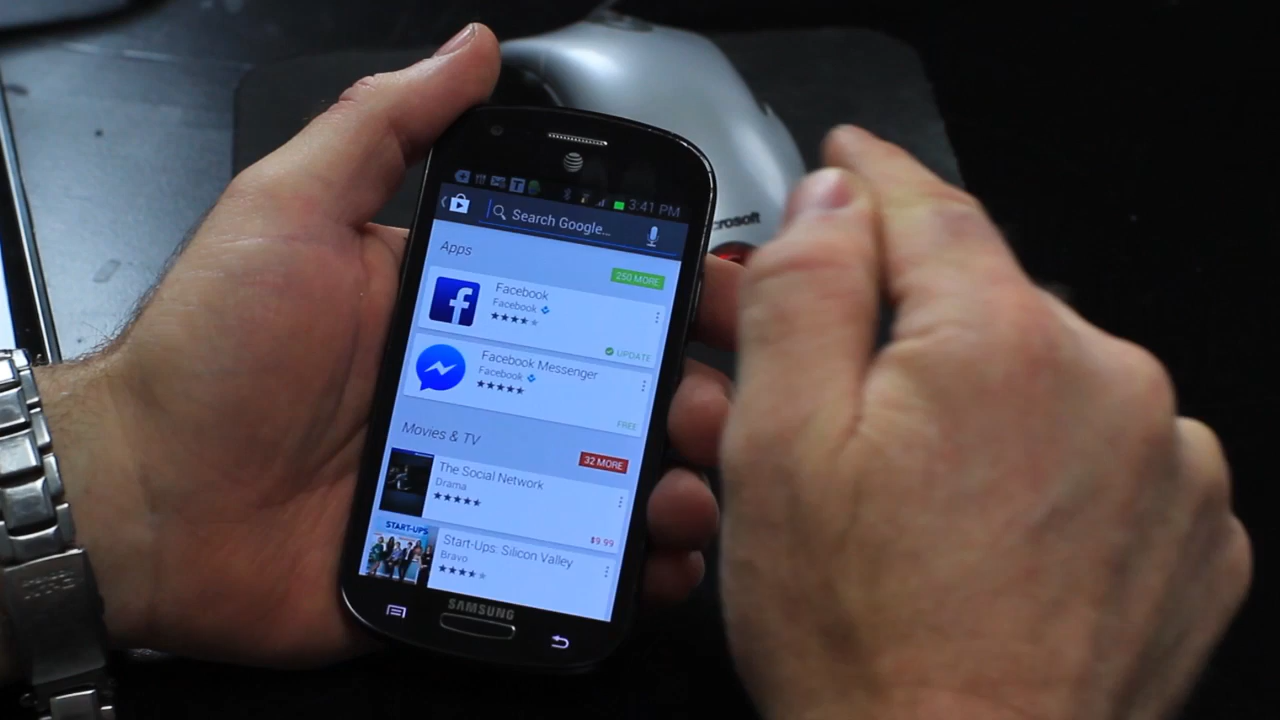 3:41 PM
Search Google...
Apps
250 MORE
Facebook
Facebook
UPDATE
Facebook Messenger
Facebook
FREE
Movies & TV
32 MORE
The Social Network
Drama
$9.99
START-UPS
Start-Ups: Silicon Valley
Bravo
SAMSUNG
crosoft